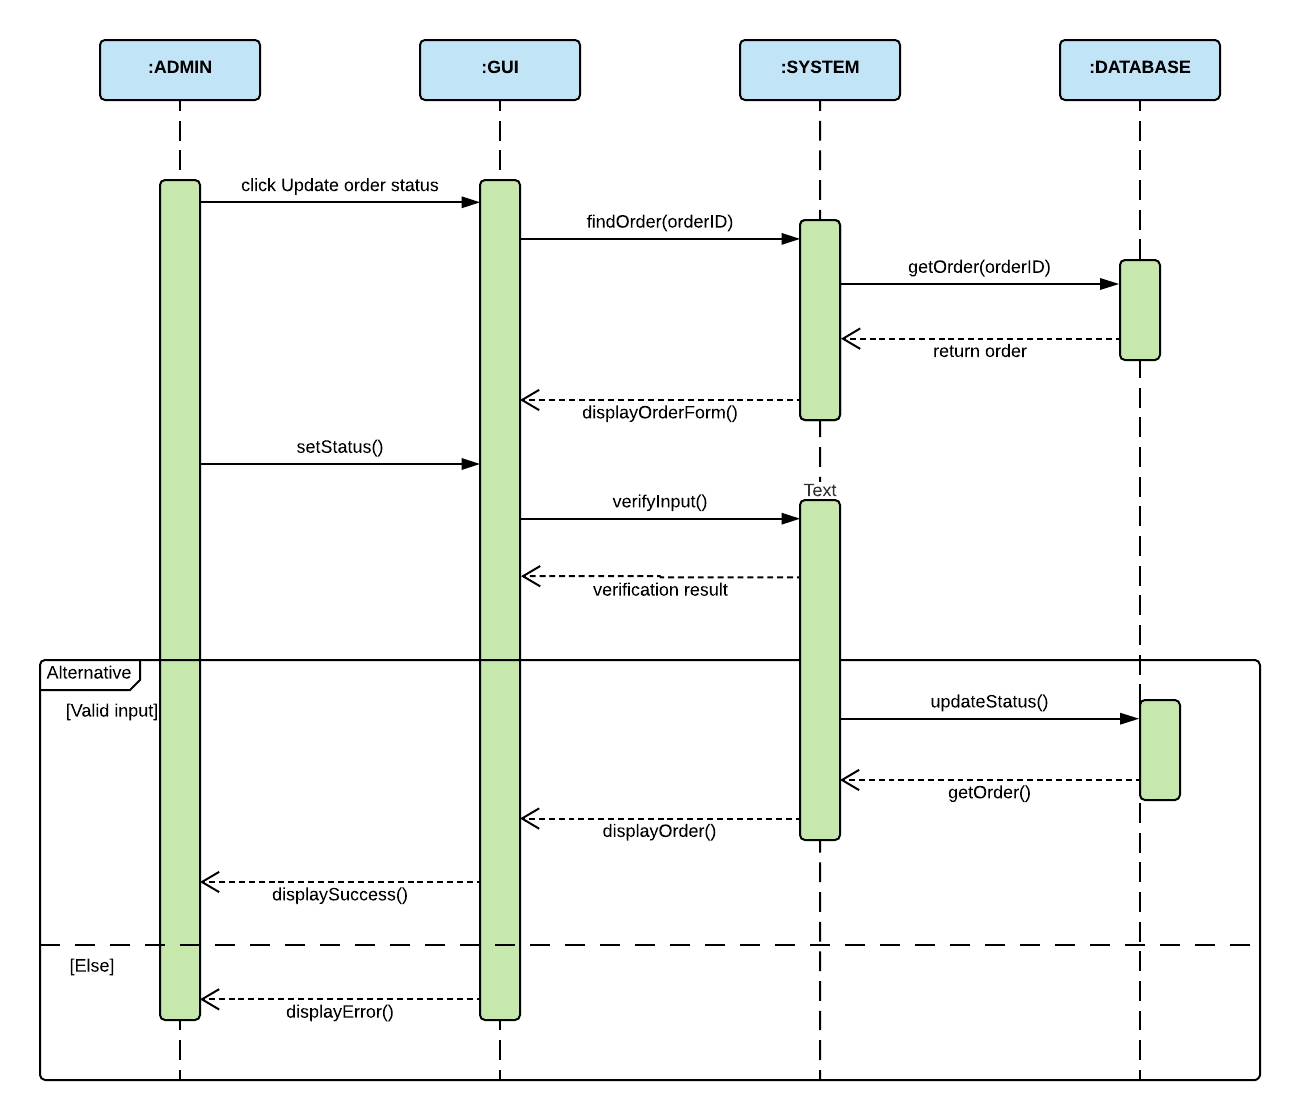 :ADMIN
:GUI
:SYSTEM
:DATABASE
click Update order status
findOrder(orderID)
getOrder(orderID)
return order
displayOrderForm()
setStatus()
Text
verifyInput()
verification result
Alternative
[Valid input]
updateStatus()
getOrder()
displayOrder()
displaySuccess()
[Else]
displayError()